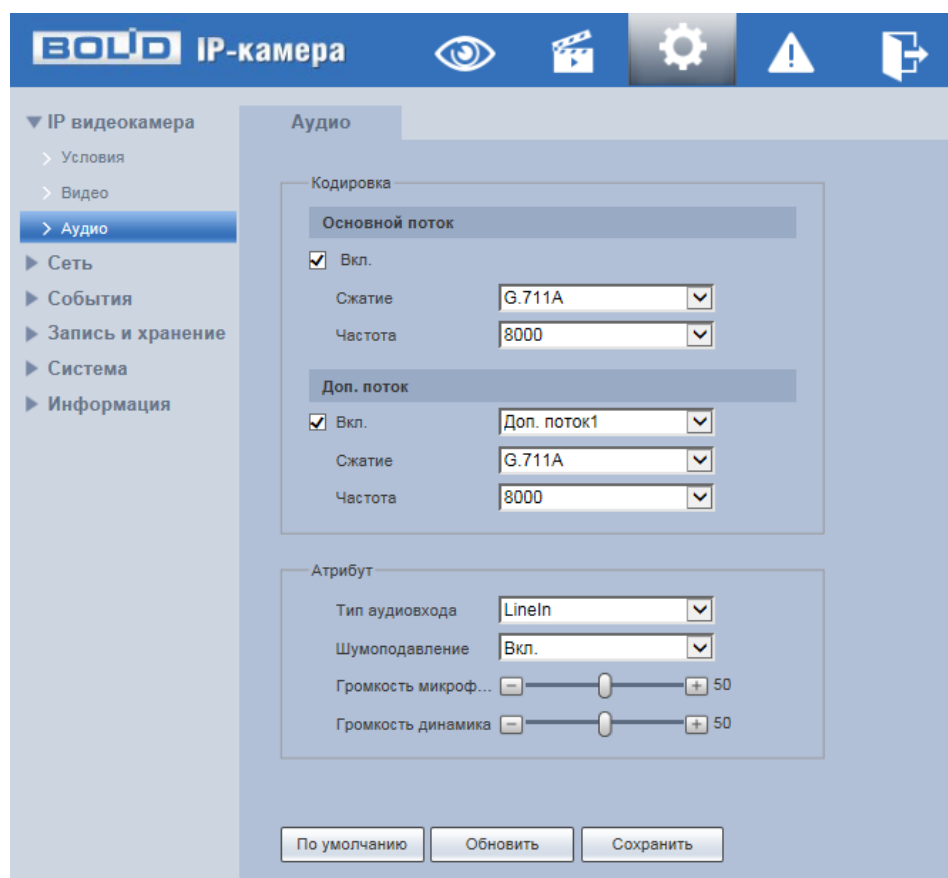 BOLID IP-камера
IP видеокамера
Условия
Видео
Аудио
Сеть
События
Запись и хранение
Система
Информация
Аудио
Кодировка
Основной поток
Вкл.
Сжатие G.711A
Частота 8000
Доп. поток
Вкл. Доп. поток1
Сжатие G.711A
Частота 8000
Атрибут
Тип аудиовхода LineIn
Шумоподавление Вкл.
Громкость микроф... 50
Громкость динамика 50
По умолчанию Обновить Сохранить